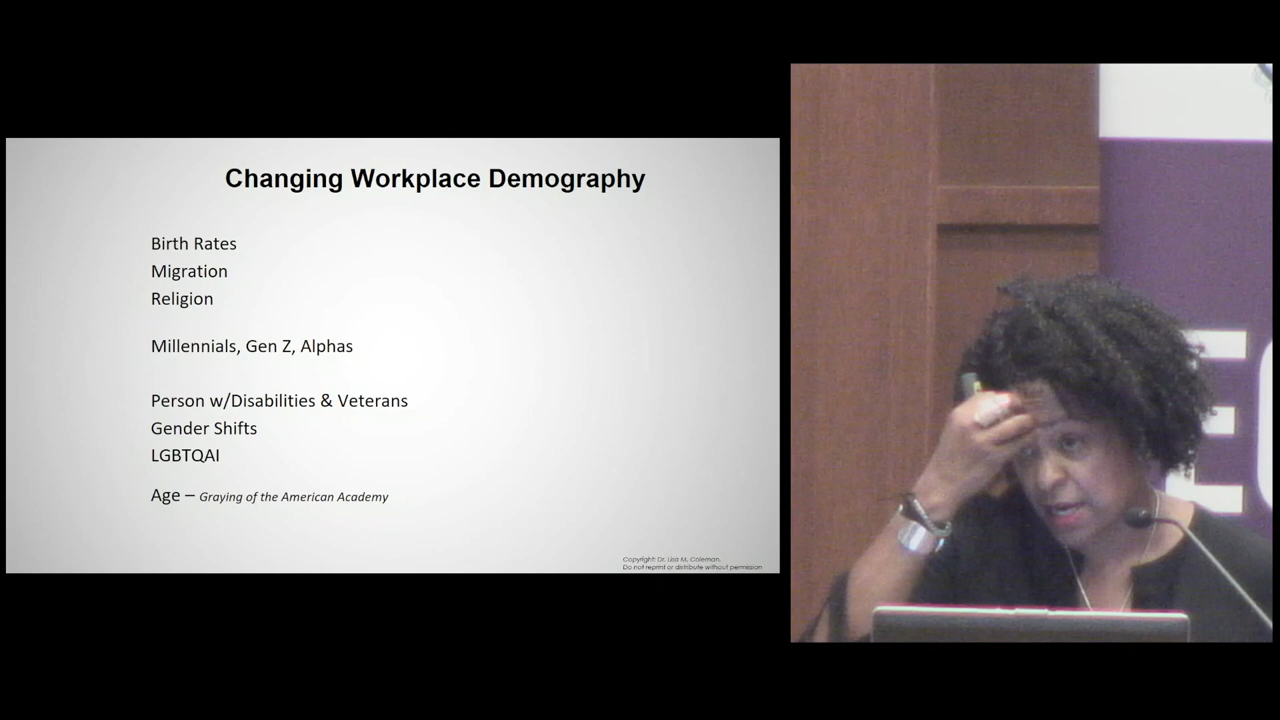 Changing Workplace Demography
Birth Rates
Migration
Religion
Millennials, Gen Z, Alphas
Person w/Disabilities & Veterans
Gender Shifts
LGBTQAI
Age – Graying of the American Academy
Copyright: Dr. Lisa M. Coleman.
Do not reprint or distribute without permission